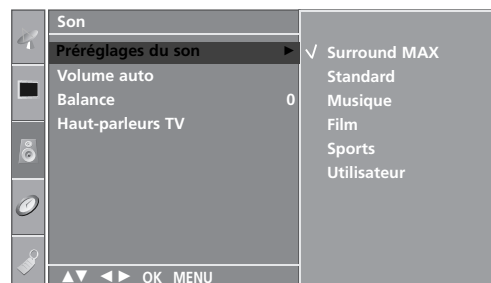 Son
Préréglages du son ►
Volume auto
Balance 0
Haut-parleurs TV
√ Surround MAX
Standard
Musique
Film
Sports
Utilisateur
▲▼ ◄► OK MENU